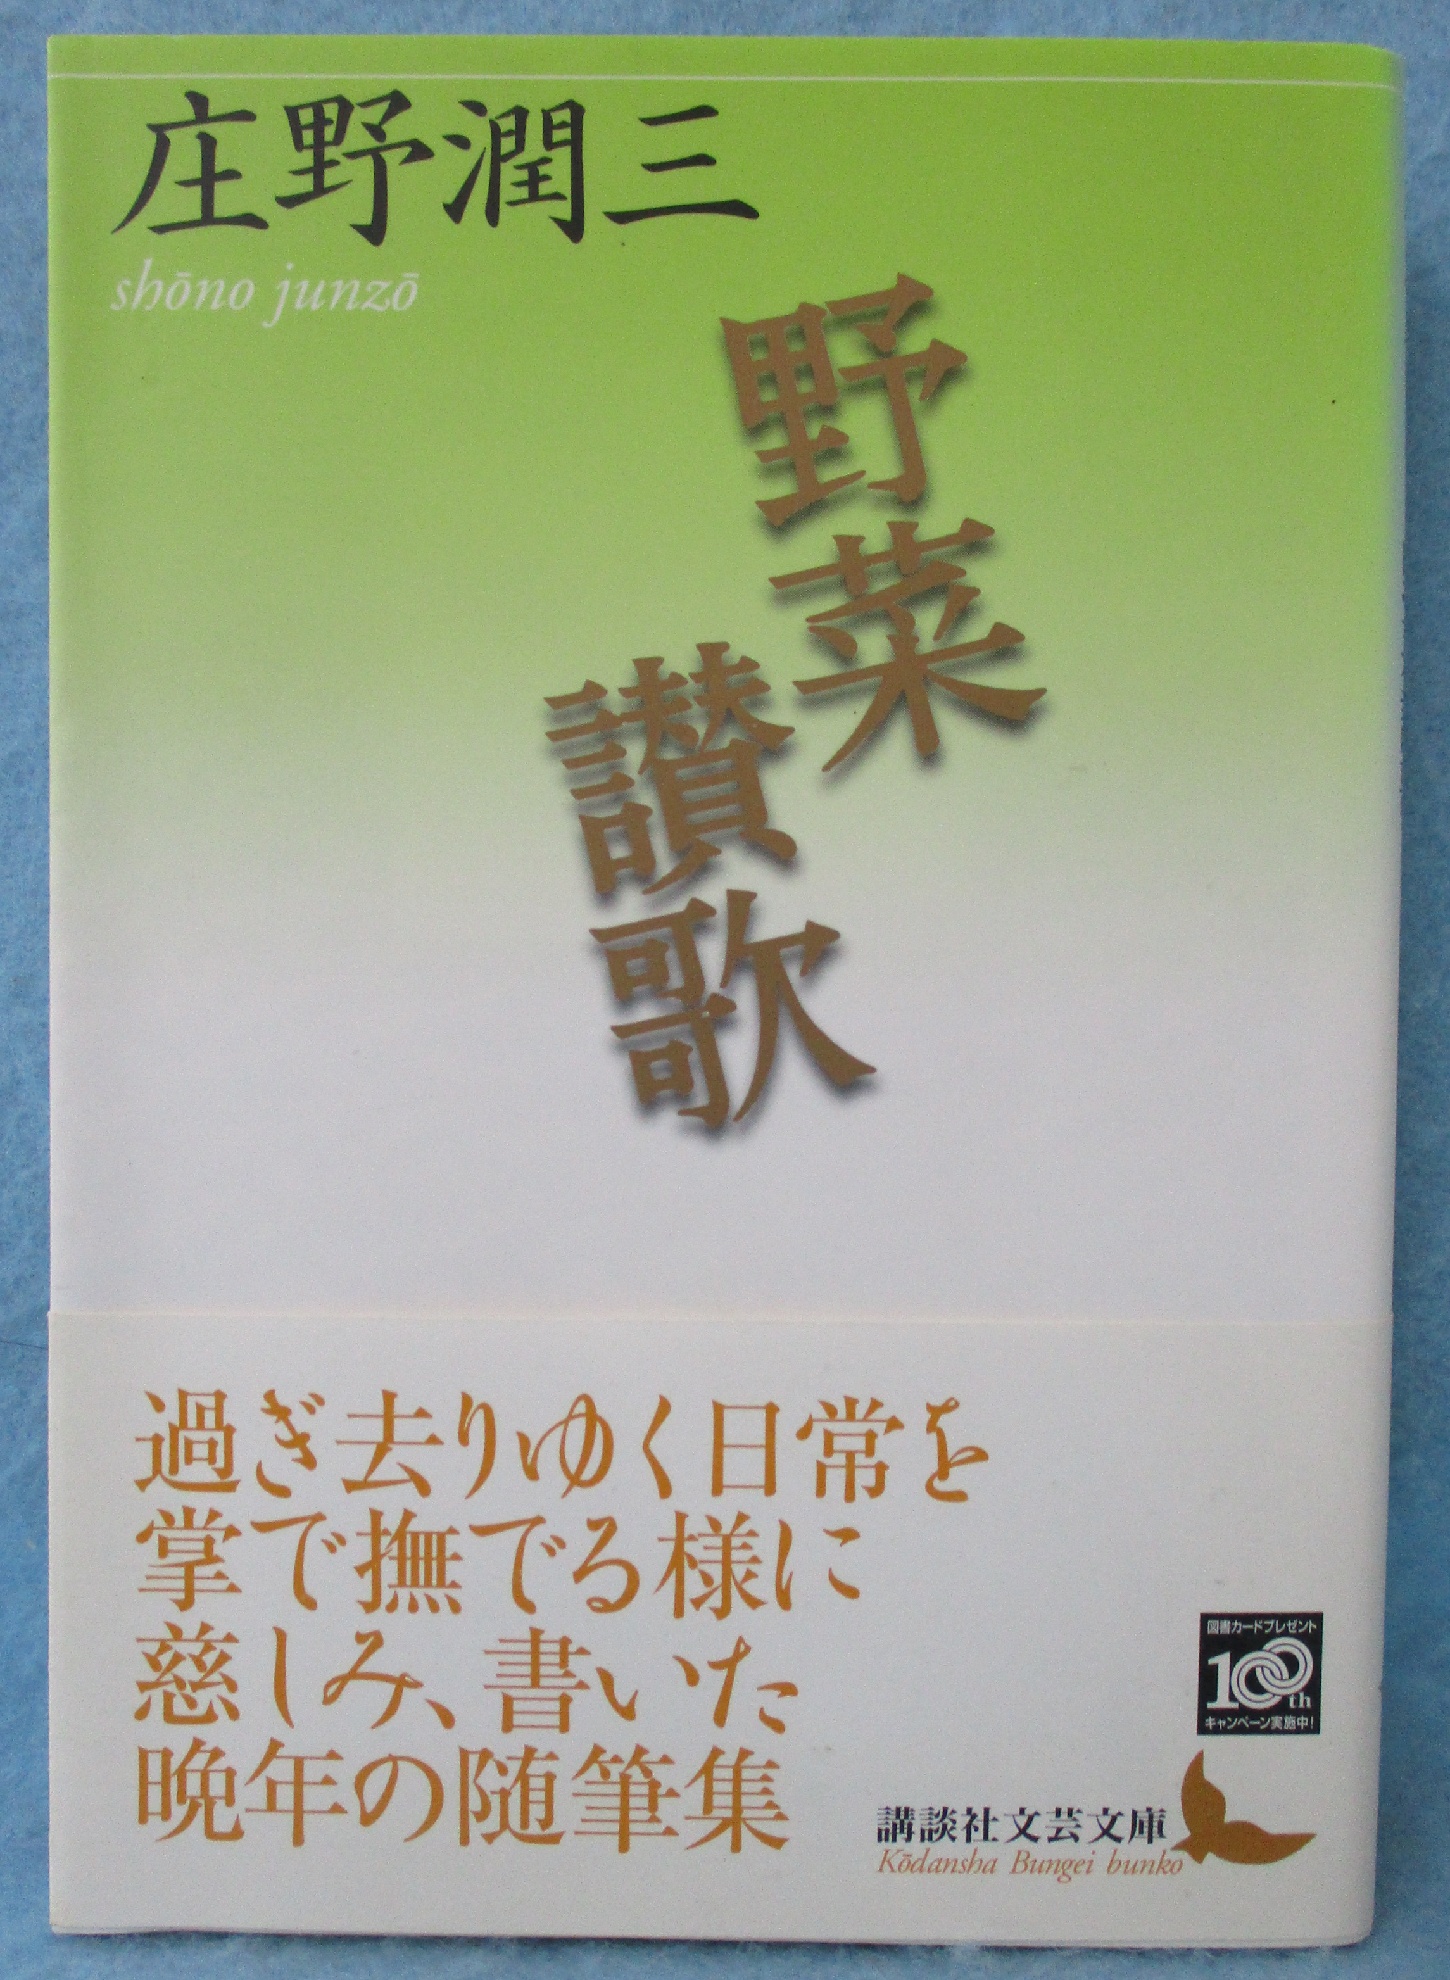 庄野潤三
shōno junzō
野菜
讃歌
過ぎ去りゆく日常を
掌で撫でる様に
慈しみ、書いた
晩年の随筆集
図書カードプレゼント
100th
キャンペーン実施中!
講談社文芸文庫
Kōdansha Bungei bunko